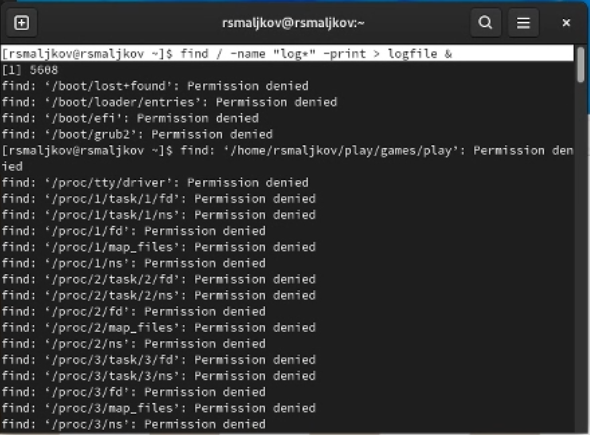 rsmaljkov@rsmaljkov:~
[rsmaljkov@rsmaljkov ~]$ find / -name "log*" -print > logfile &
[1] 5608
find: ‘/boot/lost+found’: Permission denied
find: ‘/boot/loader/entries’: Permission denied
find: ‘/boot/efi’: Permission denied
find: ‘/boot/grub2’: Permission denied
[rsmaljkov@rsmaljkov ~]$ find: ‘/home/rsmaljkov/play/games/play’: Permission den
ied
find: ‘/proc/tty/driver’: Permission denied
find: ‘/proc/1/task/1/fd’: Permission denied
find: ‘/proc/1/task/1/ns’: Permission denied
find: ‘/proc/1/fd’: Permission denied
find: ‘/proc/1/map_files’: Permission denied
find: ‘/proc/1/ns’: Permission denied
find: ‘/proc/2/task/2/fd’: Permission denied
find: ‘/proc/2/task/2/ns’: Permission denied
find: ‘/proc/2/fd’: Permission denied
find: ‘/proc/2/map_files’: Permission denied
find: ‘/proc/2/ns’: Permission denied
find: ‘/proc/3/task/3/fd’: Permission denied
find: ‘/proc/3/task/3/ns’: Permission denied
find: ‘/proc/3/fd’: Permission denied
find: ‘/proc/3/map_files’: Permission denied
find: ‘/proc/3/ns’: Permission denied